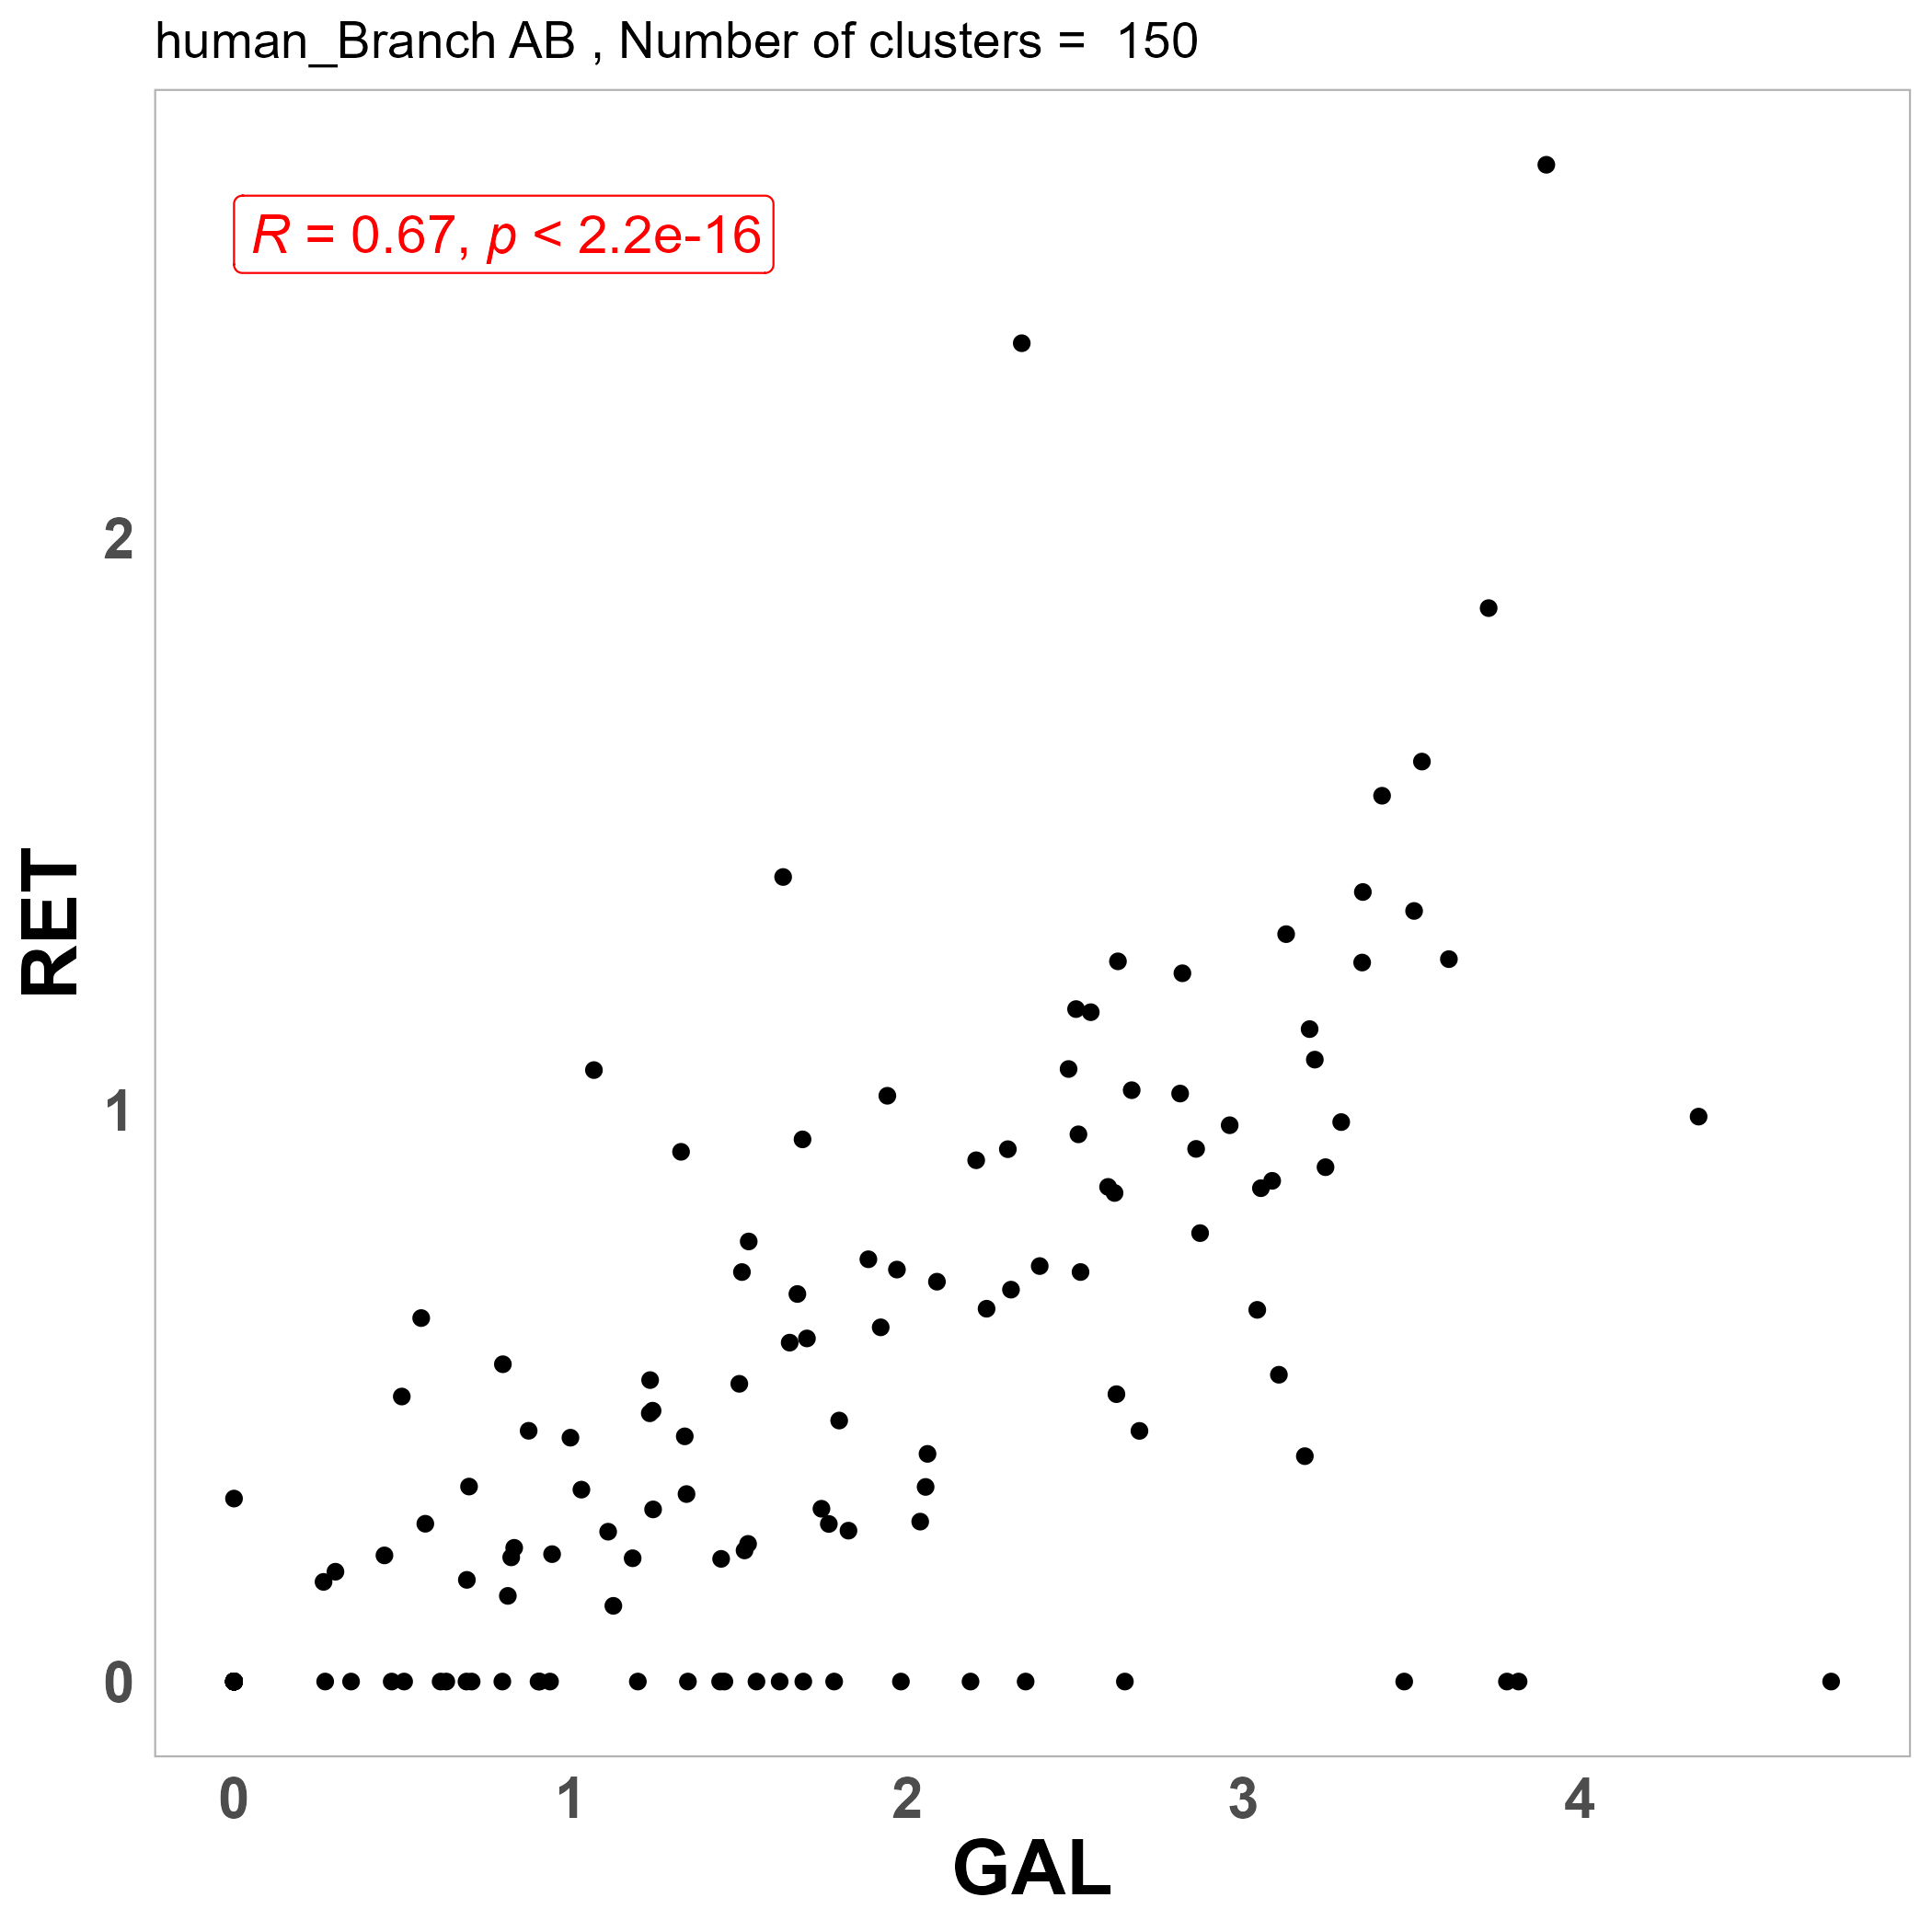 human_Branch AB , Number of clusters =  150
R = 0.67, p < 2.2e-16
2
1
0
RET
0 1 2 3 4
GAL